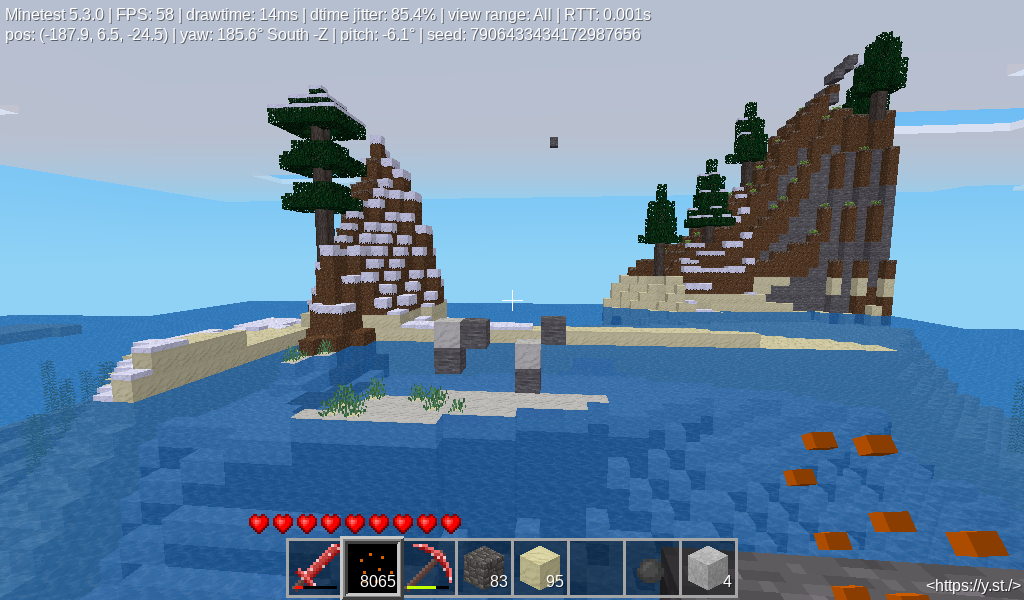 Minetest 5.3.0 | FPS: 58 | drawtime: 14ms | dtime jitter: 85.4% | view range: All | RTT: 0.001s
pos: (-187.9, 6.5, -24.5) | yaw: 185.6° South -Z | pitch: -6.1° | seed: 7906433434172987656
8065 83 95 4
<https://y.st./>